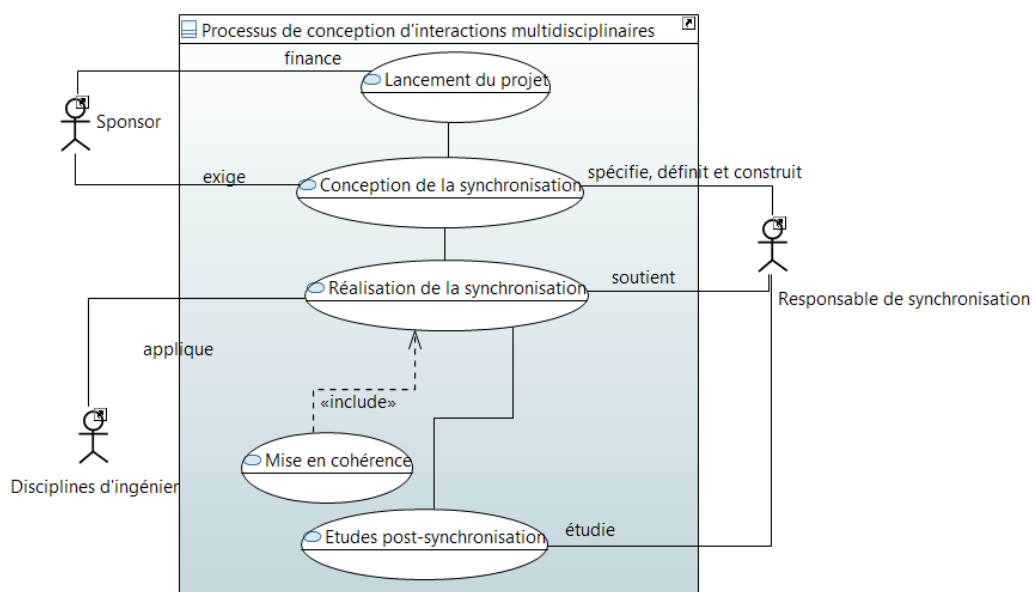 Processus de conception d'interactions multidisciplinaires
finance
Lancement du projet
Sponsor
exige
Conception de la synchronisation
spécifie, définit et construit
Réalisation de la synchronisation
soutient
Responsable de synchronisation
applique
«include»
Mise en cohérence
Disciplines d'ingénier
Etudes post-synchronisation
étudie